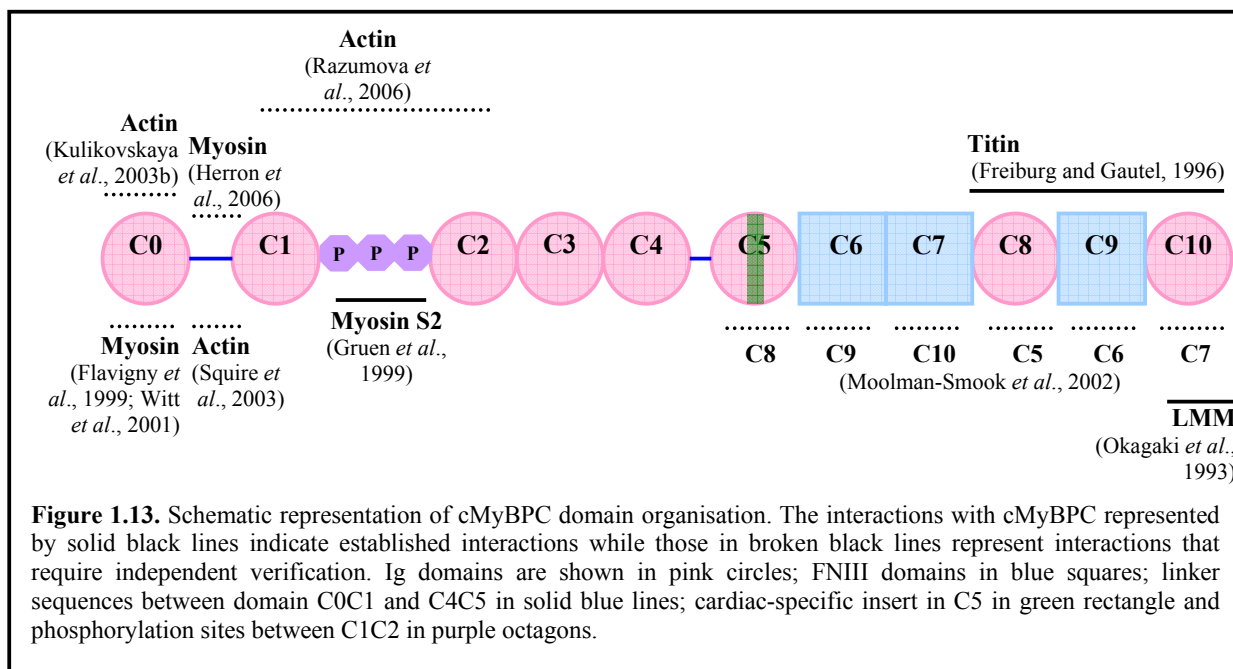 Actin
(Razumova et
al., 2006)
Actin
(Kulikovskaya
et al., 2003b)
Myosin
(Herron et
al., 2006)
Titin
(Freiburg and Gautel, 1996)
C0
C1
P
P
P
C2
C3
C4
C5
C6
C7
C8
C9
C10
Myosin
(Flavigny et
al., 1999; Witt
et al., 2001)
Actin
(Squire et
al., 2003)
Myosin S2
(Gruen et al.,
1999)
C8
C9
C10
C5
C6
C7
(Moolman-Smook et al., 2002)
LMM
(Okagaki et al.,
1993)
Figure 1.13. Schematic representation of cMyBPC domain organisation. The interactions with cMyBPC represented
by solid black lines indicate established interactions while those in broken black lines represent interactions that
require independent verification. Ig domains are shown in pink circles; FNIII domains in blue squares; linker
sequences between domain C0C1 and C4C5 in solid blue lines; cardiac-specific insert in C5 in green rectangle and
phosphorylation sites between C1C2 in purple octagons.